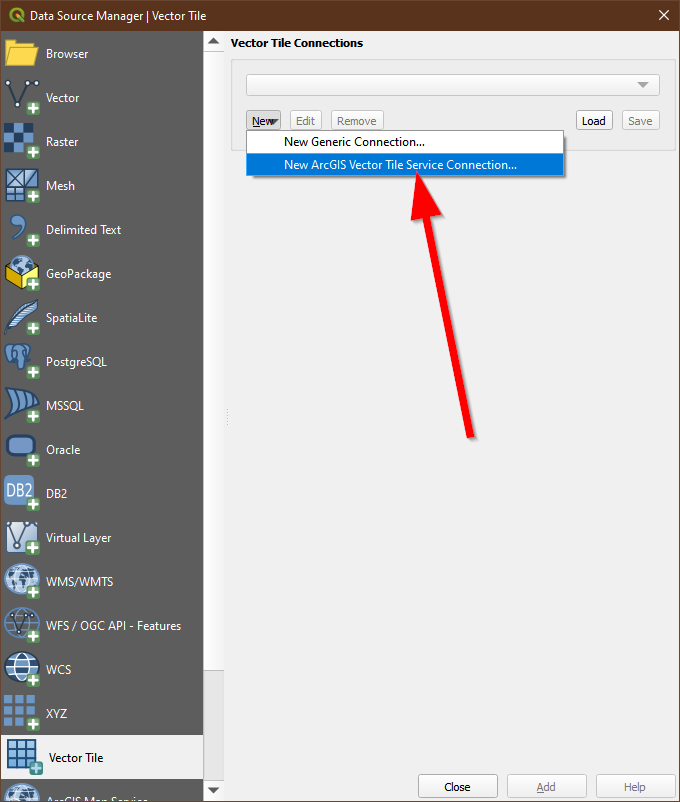 Data Source Manager | Vector Tile
Browser
Vector
Raster
Mesh
Delimited Text
GeoPackage
SpatiaLite
PostgreSQL
MSSQL
Oracle
DB2
DB2
Virtual Layer
WMS/WMTS
WFS / OGC API - Features
WCS
XYZ
Vector Tile
ArcGIS Map Service
Vector Tile Connections
New Edit Remove Load Save
New Generic Connection...
New ArcGIS Vector Tile Service Connection...
Close Add Help